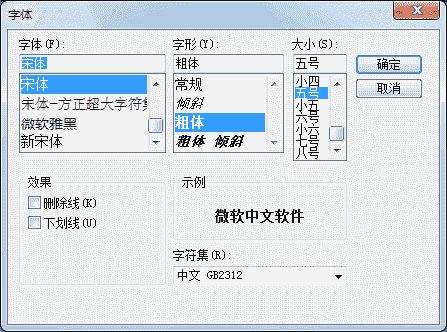 字体
字体(F):
宋体
宋体
宋体-方正超大字符集
微软雅黑
新宋体
字形(Y):
粗体
常规
倾斜
粗体
粗体 倾斜
大小(S):
五号
小四
五号
小五
六号
小六
七号
八号
确定
取消
效果
删除线(K)
下划线(U)
示例
微软中文软件
字符集(R):
中文 GB2312